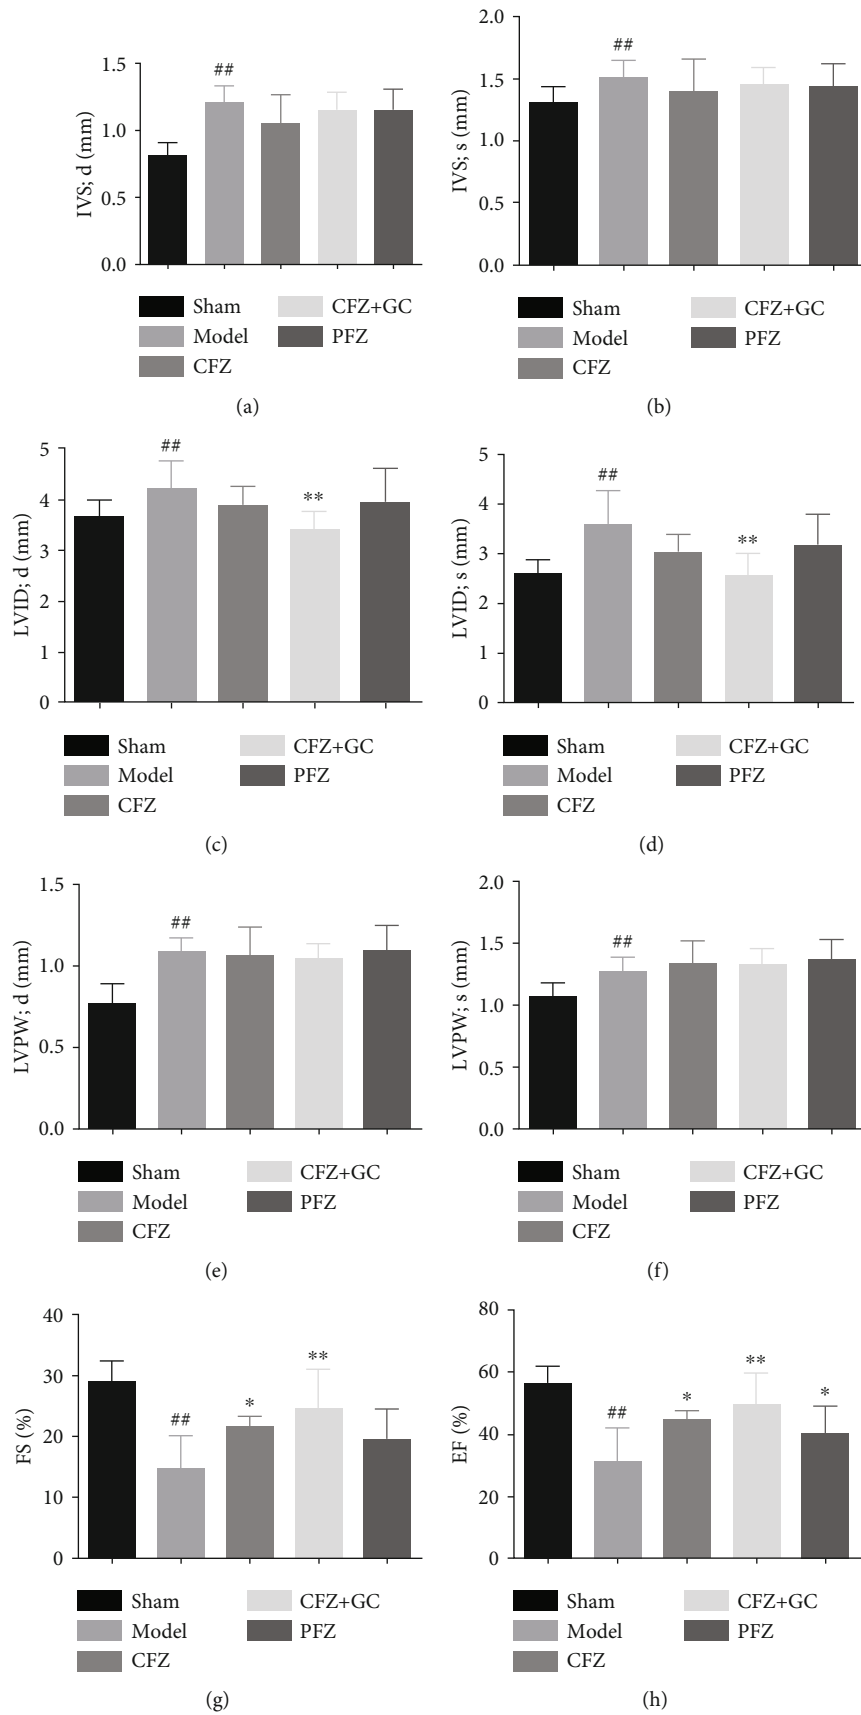 IVS; d (mm)
1.5
1.0
0.5
0.0
##
Sham
Model
CFZ
CFZ+GC
PFZ
(a)
IVS; s (mm)
2.0
1.5
1.0
0.5
0.0
##
Sham
Model
CFZ
CFZ+GC
PFZ
(b)
LVID; d (mm)
5
4
3
2
1
0
##
**
Sham
Model
CFZ
CFZ+GC
PFZ
(c)
LVID; s (mm)
5
4
3
2
1
0
##
**
Sham
Model
CFZ
CFZ+GC
PFZ
(d)
LVPW; d (mm)
1.5
1.0
0.5
0.0
##
Sham
Model
CFZ
CFZ+GC
PFZ
(e)
LVPW; s (mm)
2.0
1.5
1.0
0.5
0.0
##
Sham
Model
CFZ
CFZ+GC
PFZ
(f)
FS (%)
40
30
20
10
0
##
*
**
Sham
Model
CFZ
CFZ+GC
PFZ
(g)
EF (%)
80
60
40
20
0
##
*
**
*
Sham
Model
CFZ
CFZ+GC
PFZ
(h)